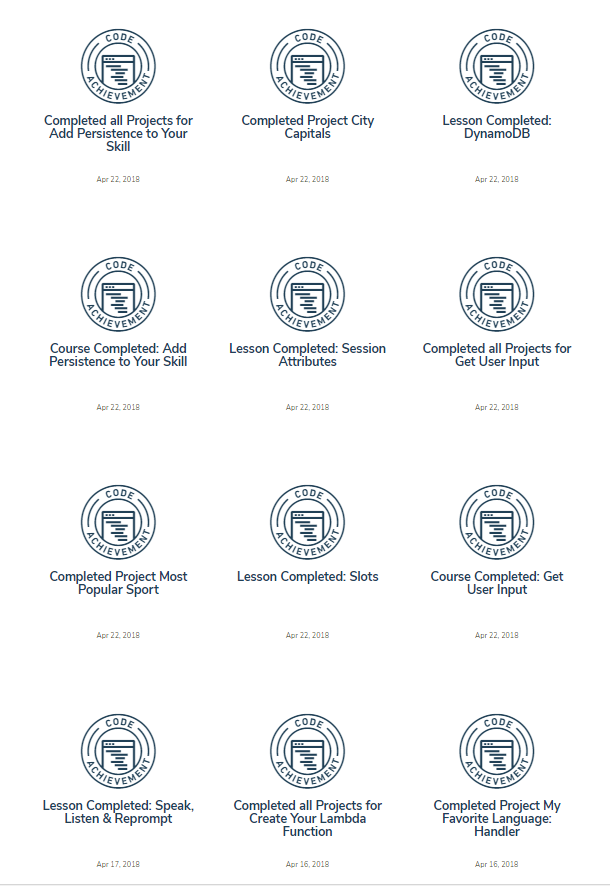 CODE
ACHIEVEMENT
Completed all Projects for
Add Persistence to Your
Skill
Apr 22, 2018
CODE
ACHIEVEMENT
Completed Project City
Capitals
Apr 22, 2018
CODE
ACHIEVEMENT
Lesson Completed:
DynamoDB
Apr 22, 2018
CODE
ACHIEVEMENT
Course Completed: Add
Persistence to Your Skill
Apr 22, 2018
CODE
ACHIEVEMENT
Lesson Completed: Session
Attributes
Apr 22, 2018
CODE
ACHIEVEMENT
Completed all Projects for
Get User Input
Apr 22, 2018
CODE
ACHIEVEMENT
Completed Project Most
Popular Sport
Apr 22, 2018
CODE
ACHIEVEMENT
Lesson Completed: Slots
Apr 22, 2018
CODE
ACHIEVEMENT
Course Completed: Get
User Input
Apr 22, 2018
CODE
ACHIEVEMENT
Lesson Completed: Speak,
Listen & Reprompt
Apr 17, 2018
CODE
ACHIEVEMENT
Completed all Projects for
Create Your Lambda
Function
Apr 16, 2018
CODE
ACHIEVEMENT
Completed Project My
Favorite Language:
Handler
Apr 16, 2018